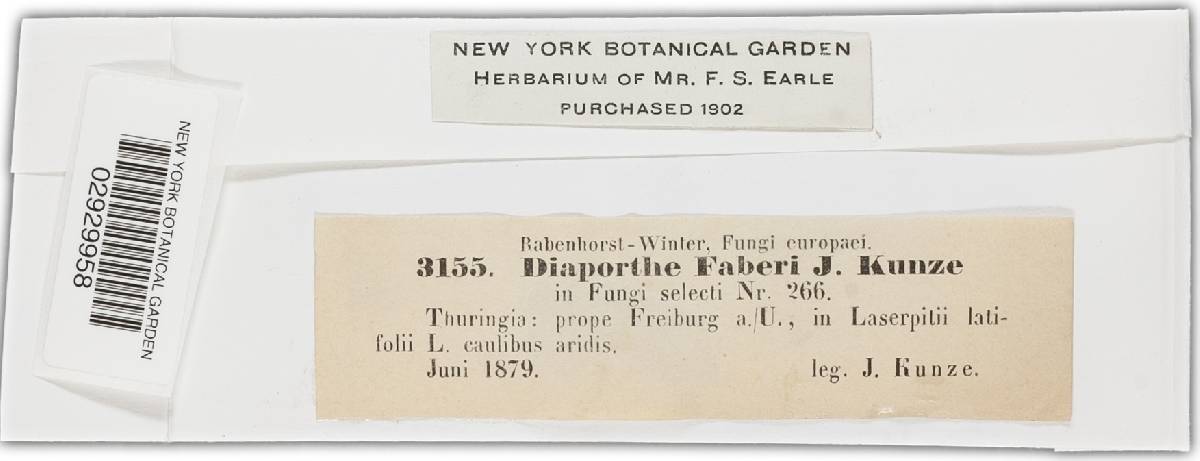 NEW YORK BOTANICAL GARDEN
HERBARIUM OF MR. F. S. EARLE
PURCHASED 1902
NEW YORK BOTANICAL GARDEN
02929958
Rabenhorst-Winter, Fungi europaei.
3155. Diaporthe Faberi J. Kunze
in Fungi selecti Nr. 266.
Thuringia: prope Freiburg a./U., in Laserpitii lati-
folii L. caulibus aridis.
Juni 1879. leg. J. Kunze.